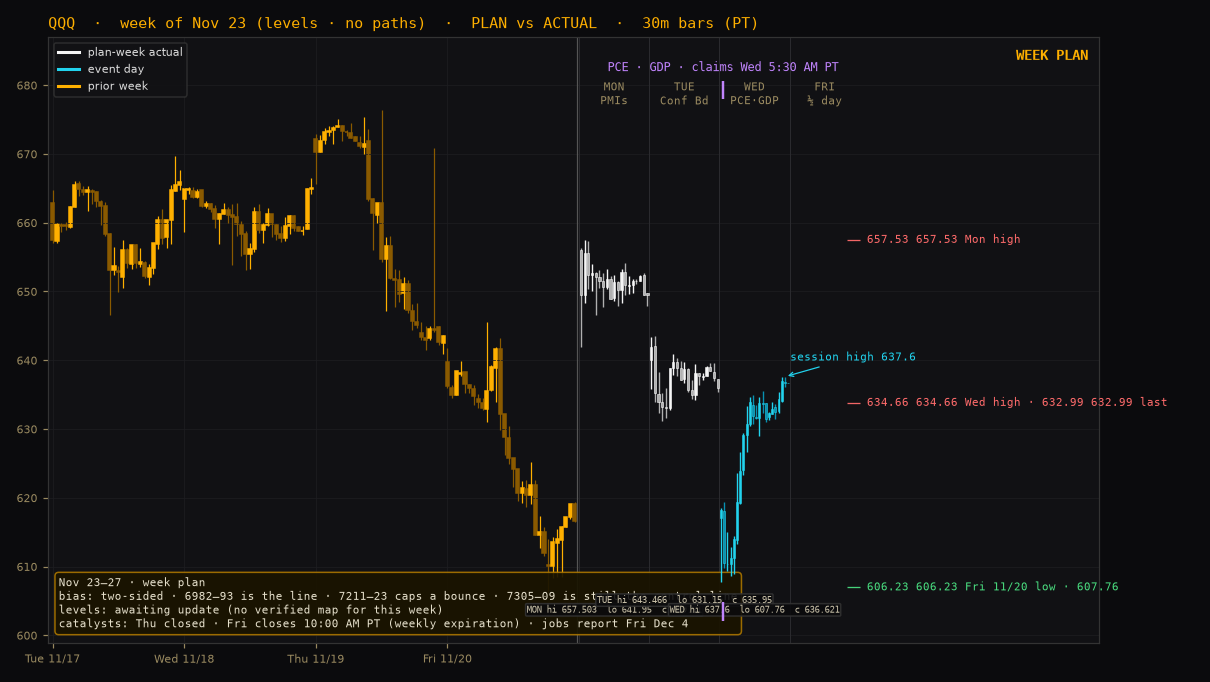 QQQ · week of Nov 23 (levels · no paths) · PLAN vs ACTUAL · 30m bars (PT)
plan-week actual
event day
prior week
WEEK PLAN
PCE · GDP · claims Wed 5:30 AM PT
MON
PMIs
TUE
Conf Bd
WED
PCE·GDP
FRI
½ day
680
670
660
650
640
630
620
610
600
657.53 657.53 Mon high
session high 637.6
634.66 634.66 Wed high · 632.99 632.99 last
606.23 606.23 Fri 11/20 low · 607.76
Nov 23–27 · week plan
bias: two-sided · 6982–93 is the line · 7211–23 caps a bounce · 7305–09 is
levels: awaiting update (no verified map for this week)
catalysts: Thu closed · Fri closes 10:00 AM PT (weekly expiration) · jobs report Fri Dec 4
TUE hi 643.466 lo 631.15 c 635.95
MON hi 657.503 lo 641.95 c
WED hi 637.6 lo 607.76 c 636.621
Tue 11/17
Wed 11/18
Thu 11/19
Fri 11/20